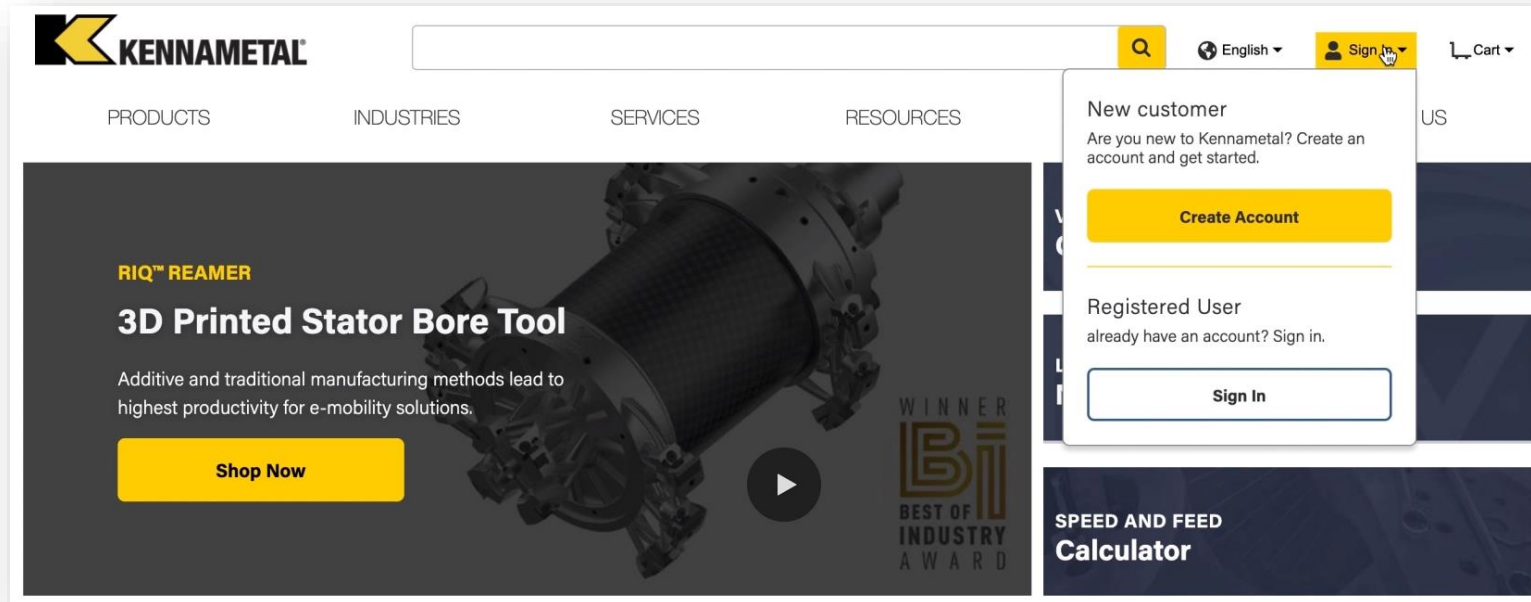 KENNAMETAL®
English
Sign In
Cart
PRODUCTS
INDUSTRIES
SERVICES
RESOURCES
US
New customer
Are you new to Kennametal? Create an
account and get started.
Create Account
Registered User
already have an account? Sign in.
Sign In
RIQ™ REAMER
3D Printed Stator Bore Tool
Additive and traditional manufacturing methods lead to
highest productivity for e-mobility solutions.
Shop Now
WINNER
Bi
BEST OF
INDUSTRY
AWARD
SPEED AND FEED
Calculator